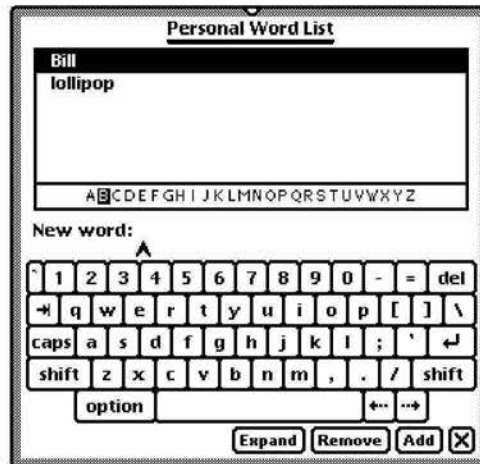 Personal Word List
Bill
lollipop
A B C D E F G H I J K L M N O P Q R S T U V W X Y Z
New word:
` 1 2 3 4 5 6 7 8 9 0 - = del
⇥ q w e r t y u i o p [ ] \
caps a s d f g h j k l ; ' ↵
shift z x c v b n m , . / shift
option ← →
Expand Remove Add X